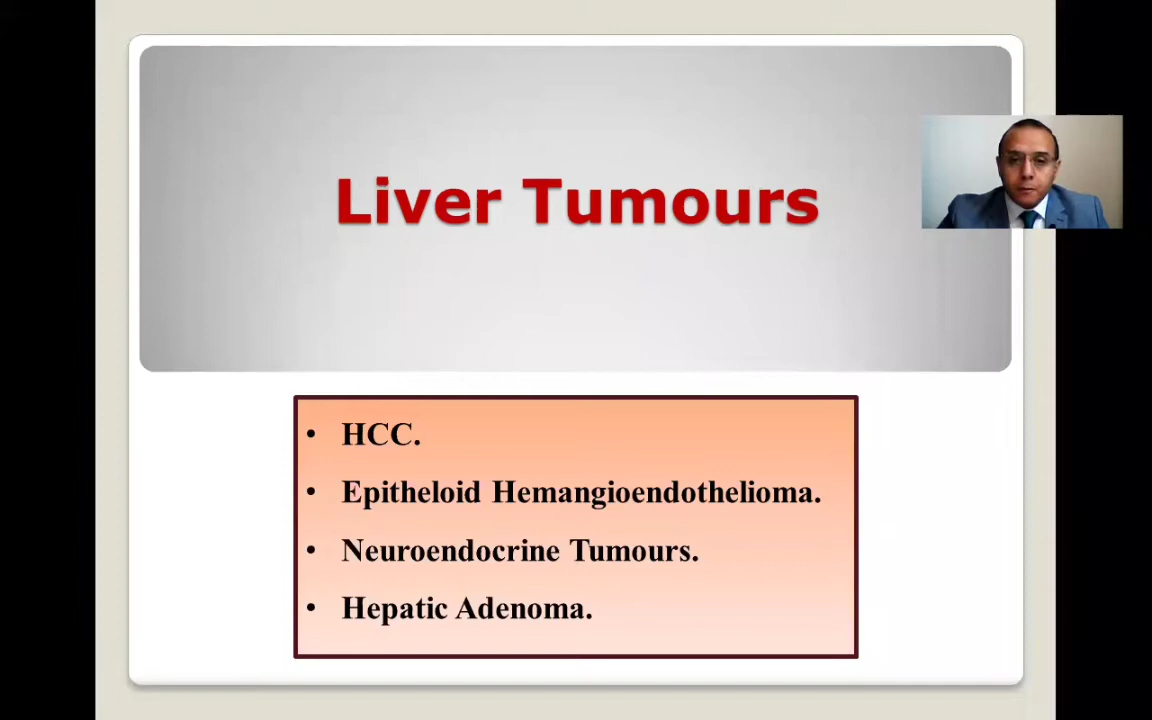 Liver Tumours
• HCC.
• Epitheloid Hemangioendothelioma.
• Neuroendocrine Tumours.
• Hepatic Adenoma.